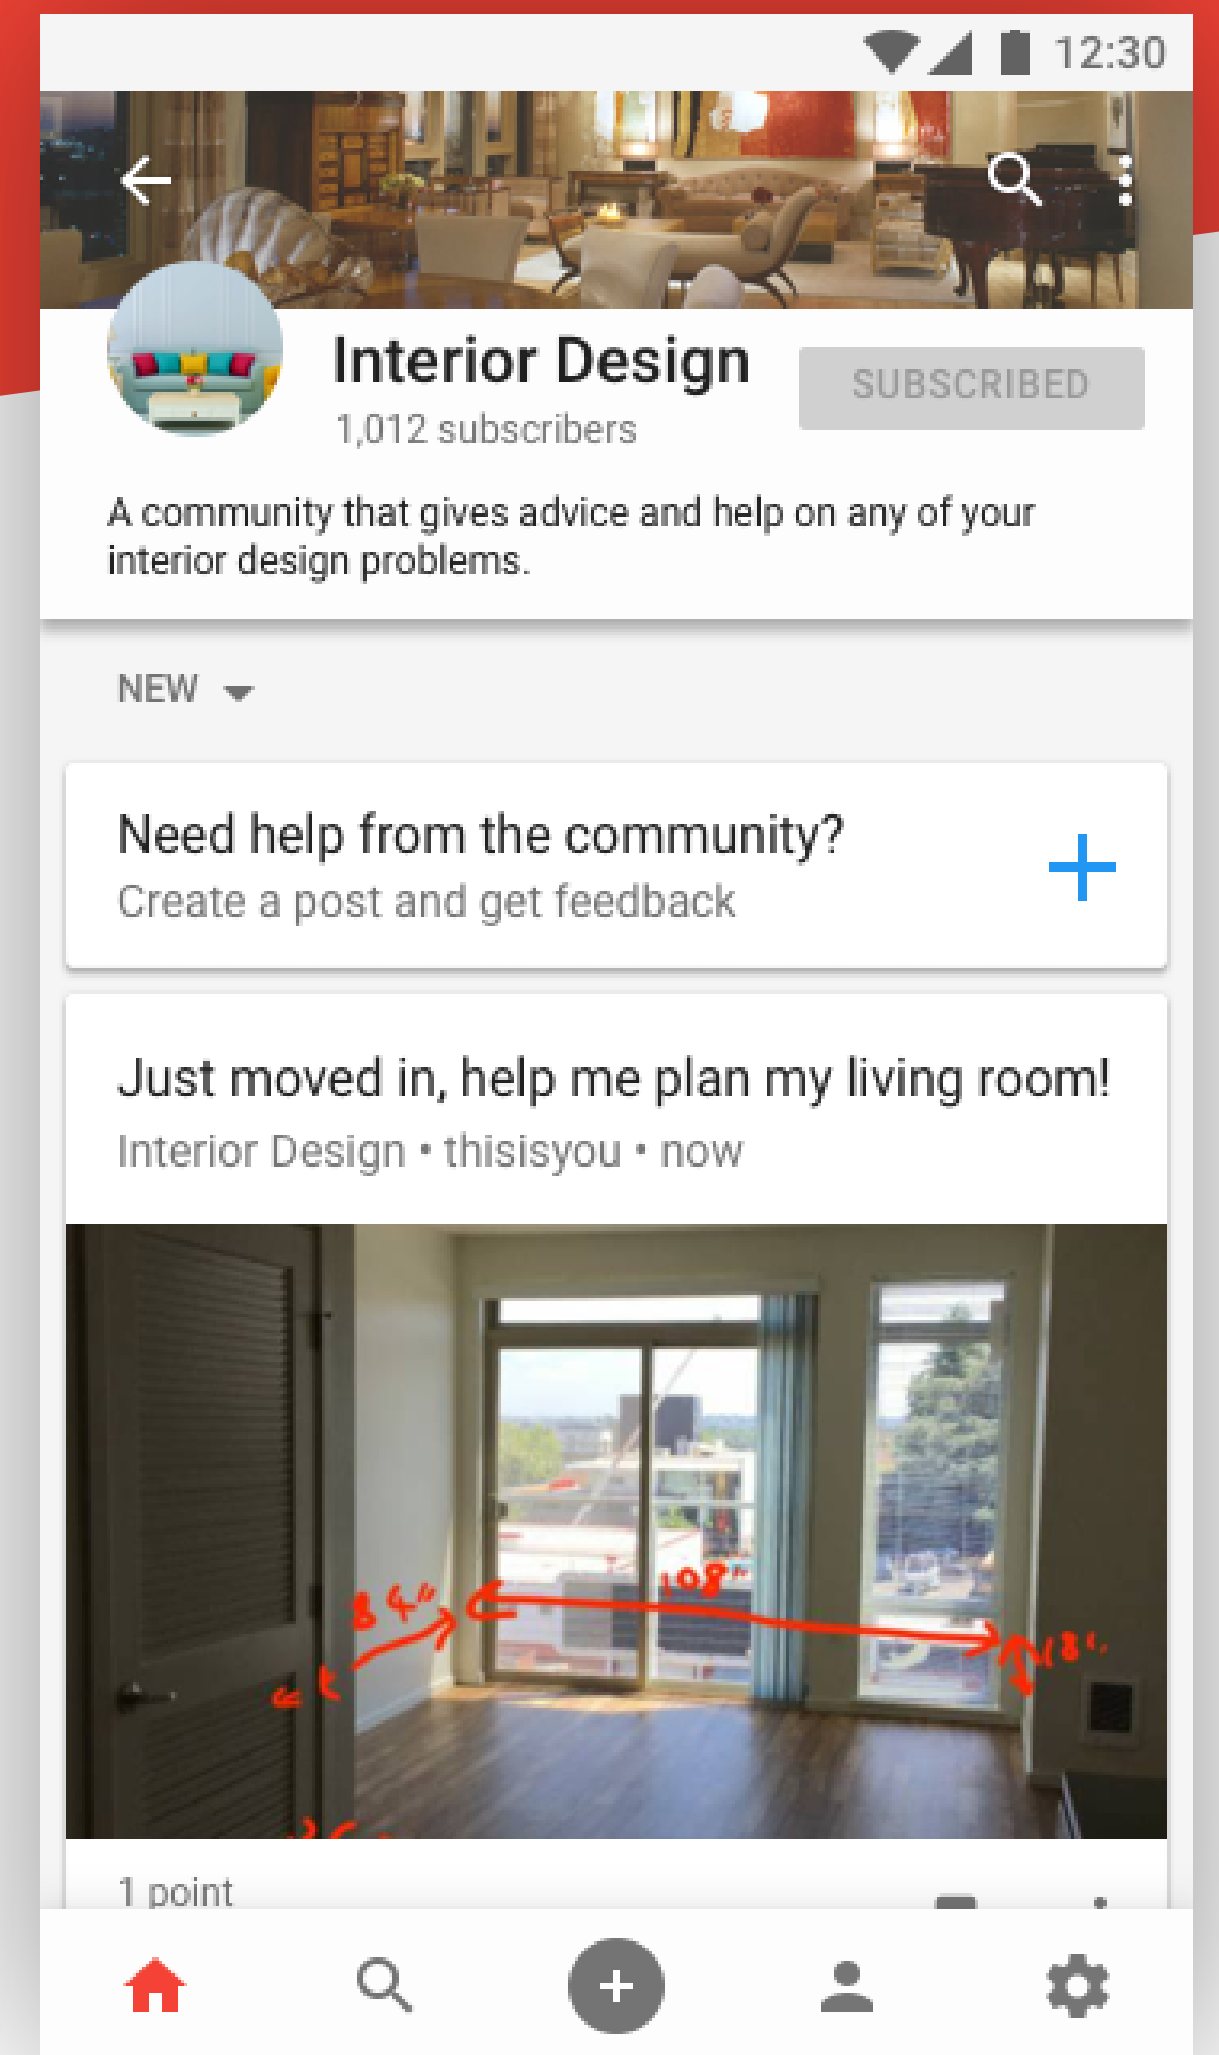 12:30
Interior Design
SUBSCRIBED
1,012 subscribers
A community that gives advice and help on any of your
interior design problems.
NEW
Need help from the community?
Create a post and get feedback
Just moved in, help me plan my living room!
Interior Design • thisisyou • now
84"
108"
1 point